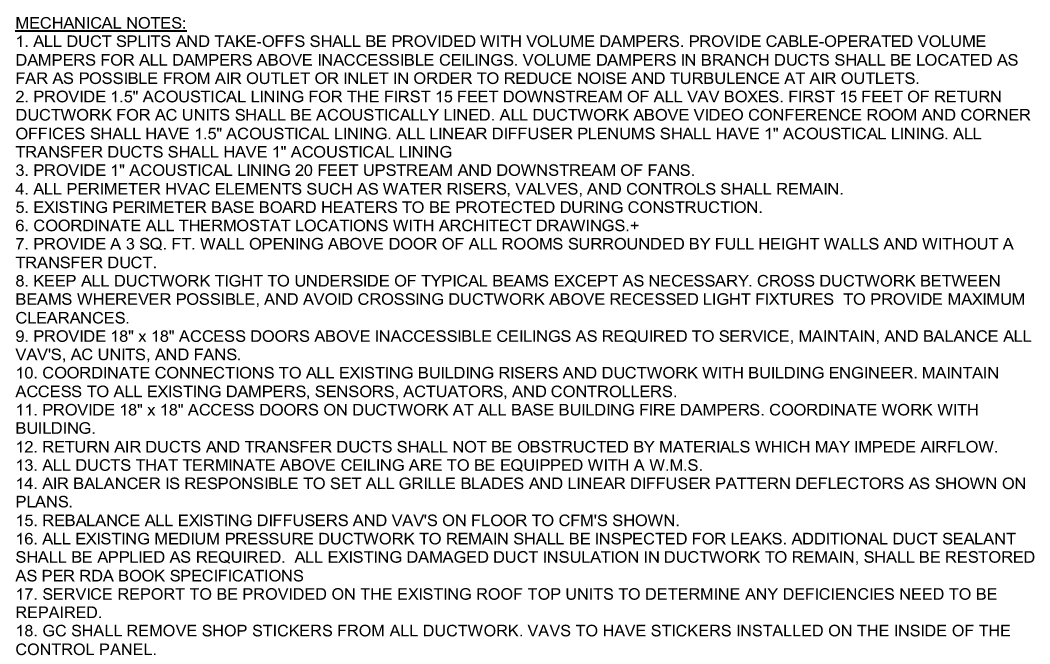 MECHANICAL NOTES:
1. ALL DUCT SPLITS AND TAKE-OFFS SHALL BE PROVIDED WITH VOLUME DAMPERS. PROVIDE CABLE-OPERATED VOLUME
DAMPERS FOR ALL DAMPERS ABOVE INACCESSIBLE CEILINGS. VOLUME DAMPERS IN BRANCH DUCTS SHALL BE LOCATED AS
FAR AS POSSIBLE FROM AIR OUTLET OR INLET IN ORDER TO REDUCE NOISE AND TURBULENCE AT AIR OUTLETS.
2. PROVIDE 1.5" ACOUSTICAL LINING FOR THE FIRST 15 FEET DOWNSTREAM OF ALL VAV BOXES. FIRST 15 FEET OF RETURN
DUCTWORK FOR AC UNITS SHALL BE ACOUSTICALLY LINED. ALL DUCTWORK ABOVE VIDEO CONFERENCE ROOM AND CORNER
OFFICES SHALL HAVE 1.5" ACOUSTICAL LINING. ALL LINEAR DIFFUSER PLENUMS SHALL HAVE 1" ACOUSTICAL LINING. ALL
TRANSFER DUCTS SHALL HAVE 1" ACOUSTICAL LINING
3. PROVIDE 1" ACOUSTICAL LINING 20 FEET UPSTREAM AND DOWNSTREAM OF FANS.
4. ALL PERIMETER HVAC ELEMENTS SUCH AS WATER RISERS, VALVES, AND CONTROLS SHALL REMAIN.
5. EXISTING PERIMETER BASE BOARD HEATERS TO BE PROTECTED DURING CONSTRUCTION.
6. COORDINATE ALL THERMOSTAT LOCATIONS WITH ARCHITECT DRAWINGS.+
7. PROVIDE A 3 SQ. FT. WALL OPENING ABOVE DOOR OF ALL ROOMS SURROUNDED BY FULL HEIGHT WALLS AND WITHOUT A
TRANSFER DUCT.
8. KEEP ALL DUCTWORK TIGHT TO UNDERSIDE OF TYPICAL BEAMS EXCEPT AS NECESSARY. CROSS DUCTWORK BETWEEN
BEAMS WHEREVER POSSIBLE, AND AVOID CROSSING DUCTWORK ABOVE RECESSED LIGHT FIXTURES  TO PROVIDE MAXIMUM
CLEARANCES.
9. PROVIDE 18" x 18" ACCESS DOORS ABOVE INACCESSIBLE CEILINGS AS REQUIRED TO SERVICE, MAINTAIN, AND BALANCE ALL
VAV'S, AC UNITS, AND FANS.
10. COORDINATE CONNECTIONS TO ALL EXISTING BUILDING RISERS AND DUCTWORK WITH BUILDING ENGINEER. MAINTAIN
ACCESS TO ALL EXISTING DAMPERS, SENSORS, ACTUATORS, AND CONTROLLERS.
11. PROVIDE 18" x 18" ACCESS DOORS ON DUCTWORK AT ALL BASE BUILDING FIRE DAMPERS. COORDINATE WORK WITH
BUILDING.
12. RETURN AIR DUCTS AND TRANSFER DUCTS SHALL NOT BE OBSTRUCTED BY MATERIALS WHICH MAY IMPEDE AIRFLOW.
13. ALL DUCTS THAT TERMINATE ABOVE CEILING ARE TO BE EQUIPPED WITH A W.M.S.
14. AIR BALANCER IS RESPONSIBLE TO SET ALL GRILLE BLADES AND LINEAR DIFFUSER PATTERN DEFLECTORS AS SHOWN ON
PLANS.
15. REBALANCE ALL EXISTING DIFFUSERS AND VAV'S ON FLOOR TO CFM'S SHOWN.
16. ALL EXISTING MEDIUM PRESSURE DUCTWORK TO REMAIN SHALL BE INSPECTED FOR LEAKS. ADDITIONAL DUCT SEALANT
SHALL BE APPLIED AS REQUIRED.  ALL EXISTING DAMAGED DUCT INSULATION IN DUCTWORK TO REMAIN, SHALL BE RESTORED
AS PER RDA BOOK SPECIFICATIONS
17. SERVICE REPORT TO BE PROVIDED ON THE EXISTING ROOF TOP UNITS TO DETERMINE ANY DEFICIENCIES NEED TO BE
REPAIRED.
18. GC SHALL REMOVE SHOP STICKERS FROM ALL DUCTWORK. VAVS TO HAVE STICKERS INSTALLED ON THE INSIDE OF THE
CONTROL PANEL.